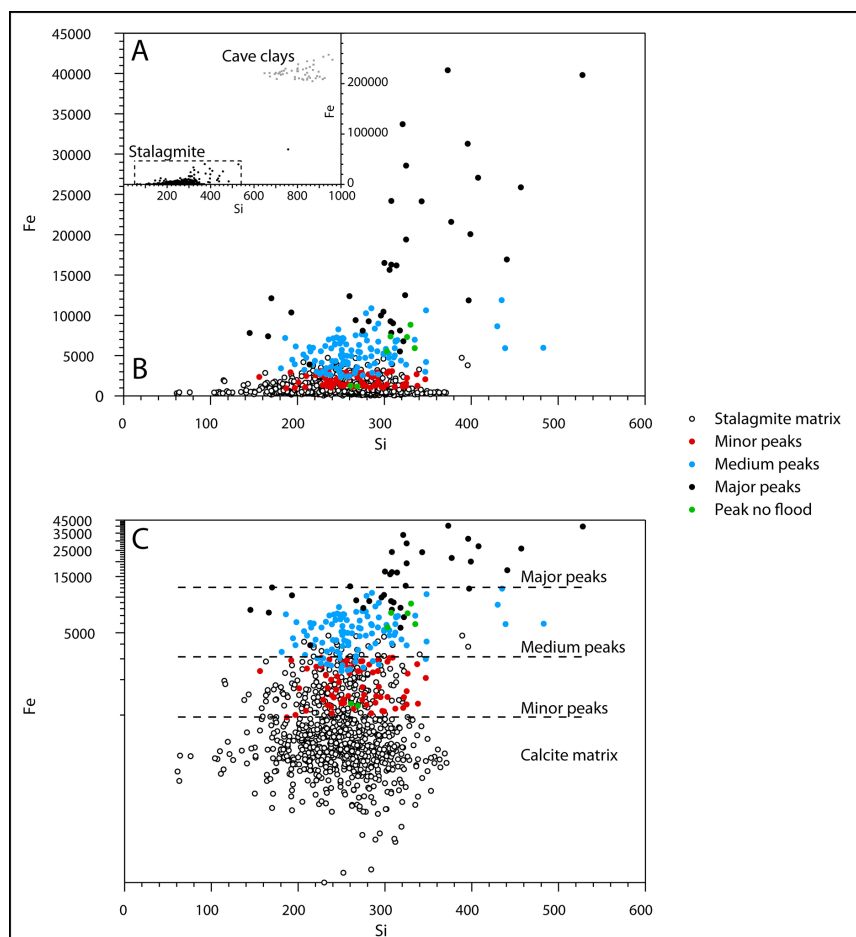 45000
40000
35000
30000
25000
20000
15000
10000
5000
0
Fe
A
B
Cave clays
Stalagmite
200000
100000
0
Fe
200 400 600 800 1000
Si
0 100 200 300 400 500 600
Si
Stalagmite matrix
Minor peaks
Medium peaks
Major peaks
Peak no flood
45000
35000
25000
15000
5000
Fe
C
Major peaks
Medium peaks
Minor peaks
Calcite matrix
0 100 200 300 400 500 600
Si